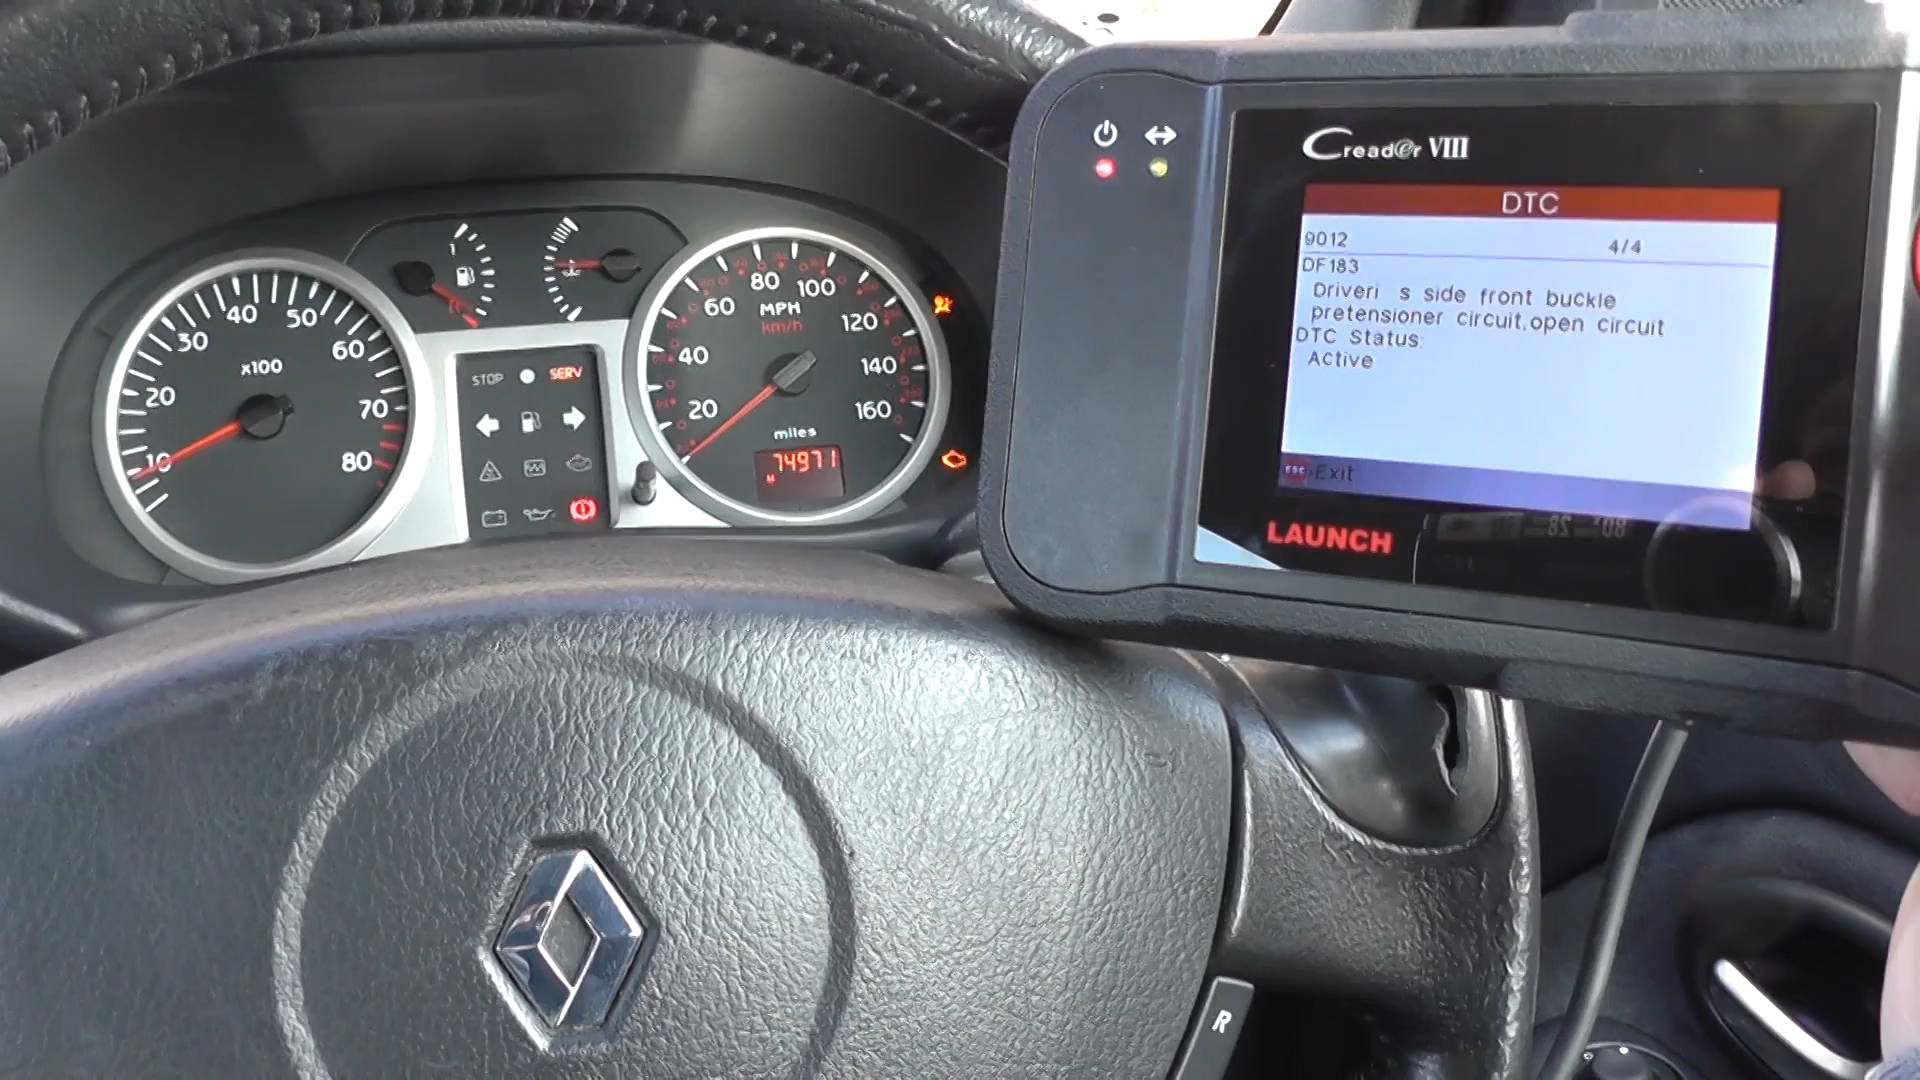 10
20
30
40
50
60
70
80
x100
STOP
SERV
20
40
60
80
100
120
140
160
MPH
km/h
miles
74971
Creader VIII
DTC
9012
4/4
DF183
Driveri s side front buckle
pretensioner circuit,open circuit
DTC Status:
Active
ESC
Exit
LAUNCH
R